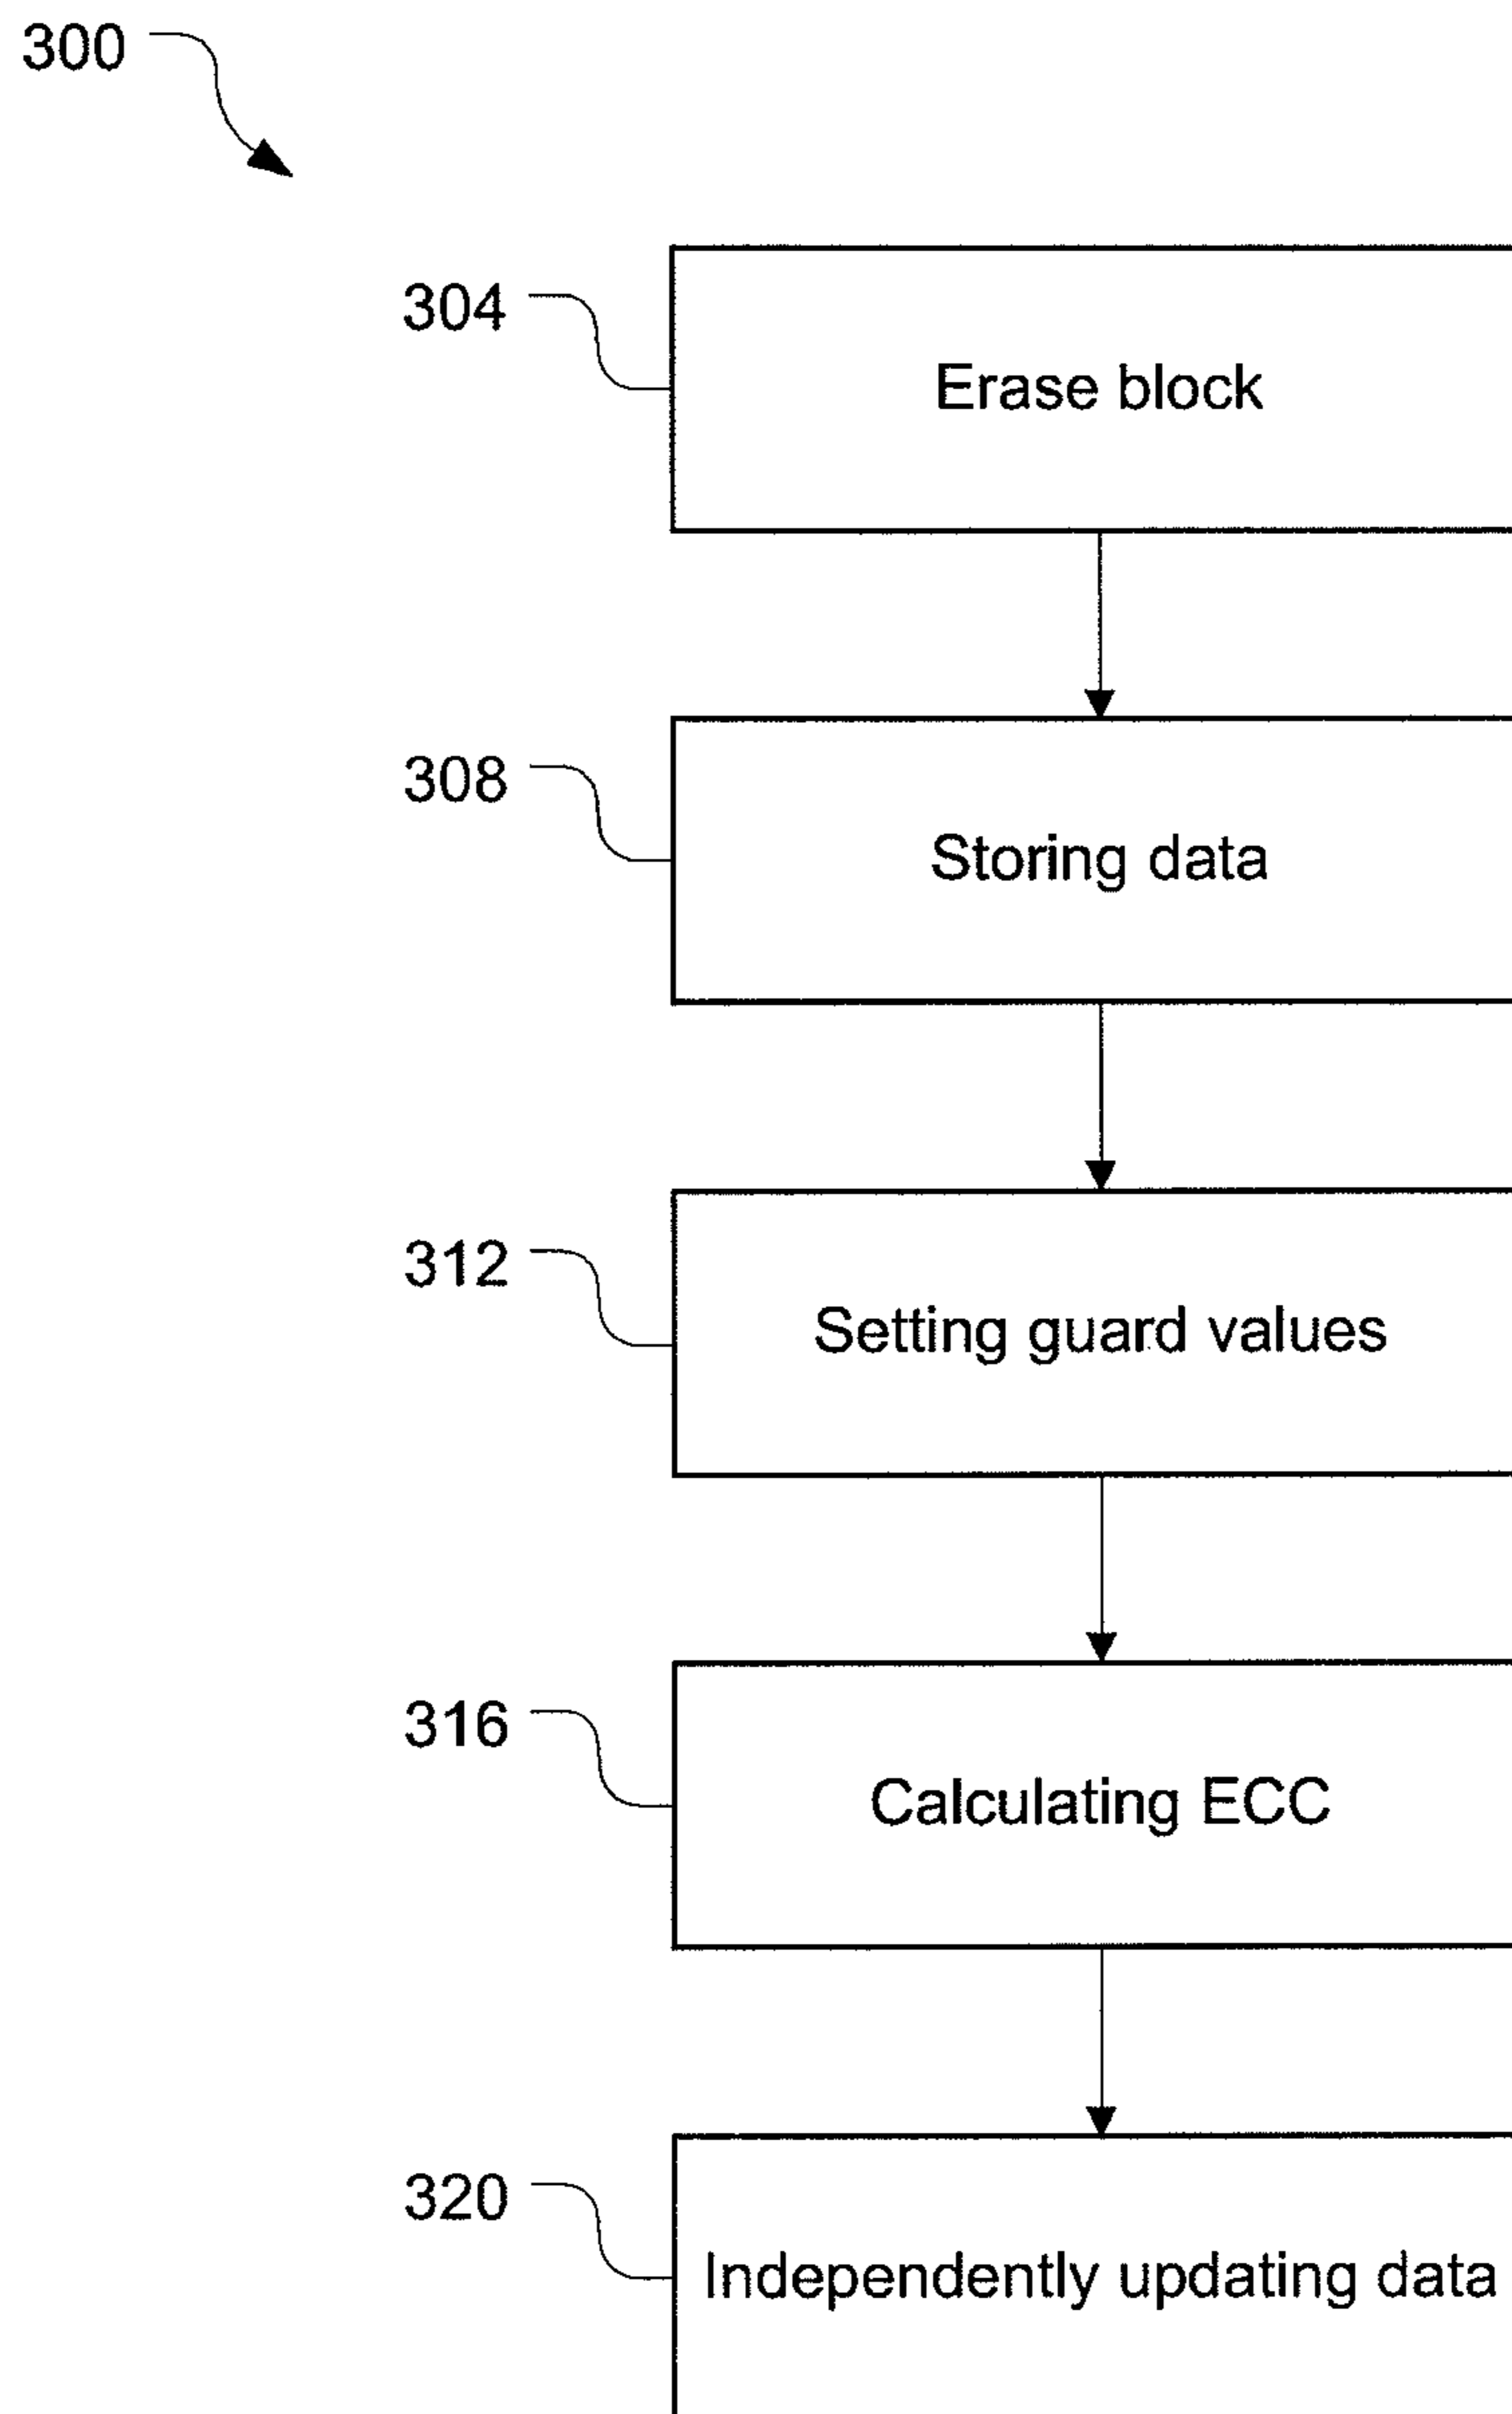 300
304
Erase block
308
Storing data
312
Setting guard values
316
Calculating ECC
320
Independently updating data